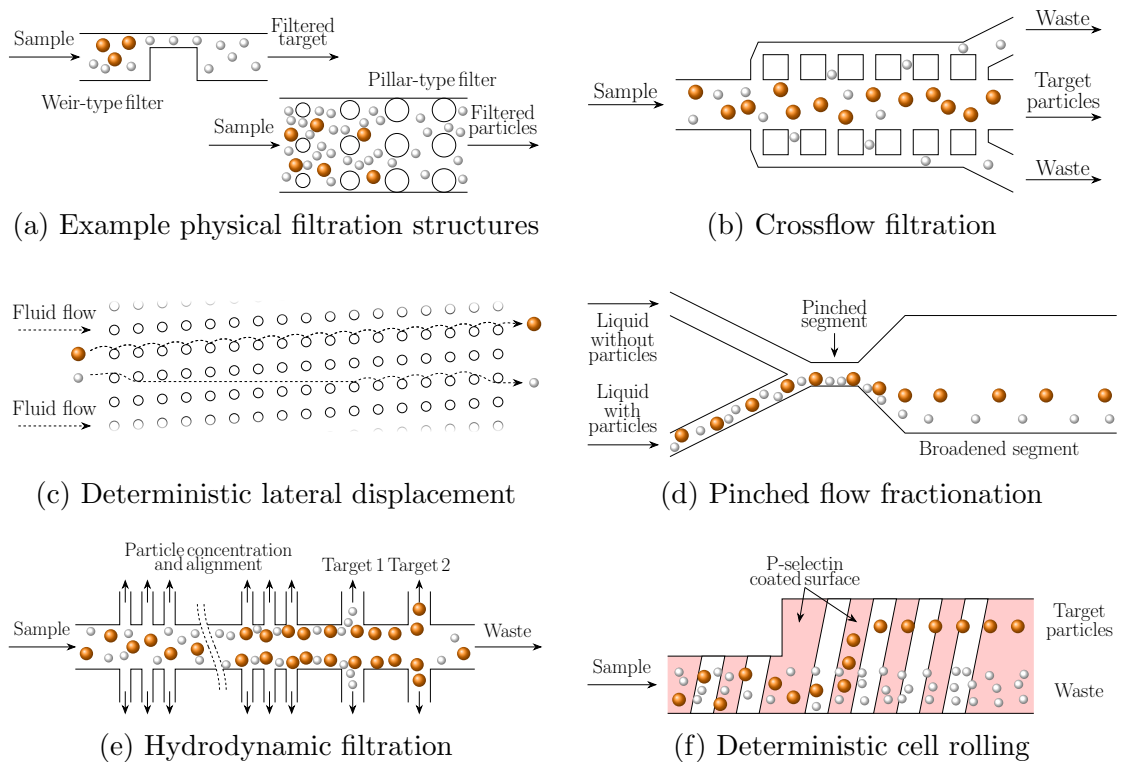 Sample
Filtered
target
Weir-type filter
Pillar-type filter
Sample
Filtered
particles
(a) Example physical filtration structures
Waste
Sample
Target
particles
Waste
(b) Crossflow filtration
Fluid flow
Fluid flow
(c) Deterministic lateral displacement
Liquid
without
particles
Pinched
segment
Liquid
with
particles
Broadened segment
(d) Pinched flow fractionation
Particle concentration
and alignment
Target 1 Target 2
Sample
Waste
(e) Hydrodynamic filtration
P-selectin
coated surface
Target
particles
Sample
Waste
(f) Deterministic cell rolling